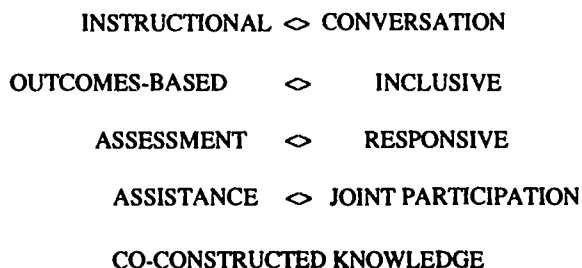 INSTRUCTIONAL <> CONVERSATION
OUTCOMES-BASED <> INCLUSIVE
ASSESSMENT <> RESPONSIVE
ASSISTANCE <> JOINT PARTICIPATION
CO-CONSTRUCTED KNOWLEDGE